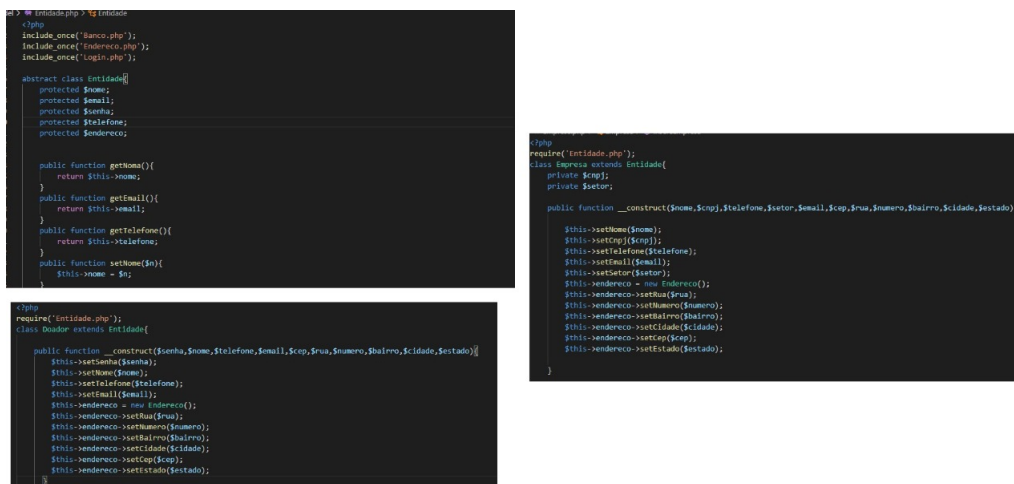 Entidade.php > Entidade
<?php
include_once('Banco.php');
include_once('Endereco.php');
include_once('Login.php');
abstract class Entidade{
protected $nome;
protected $email;
protected $senha;
protected $telefone;
protected $endereco;
public function getNoma(){
return $this->nome;
}
public function getEmail(){
return $this->email;
}
public function getTelefone(){
return $this->telefone;
}
public function setNome($n){
$this->nome = $n;
}
<?php
require('Entidade.php');
class Doador extends Entidade{
public function __construct($senha,$nome,$telefone,$email,$cep,$rua,$numero,$bairro,$cidade,$estado){
$this->setSenha($senha);
$this->setNome($nome);
$this->setTelefone($telefone);
$this->setEmail($email);
$this->endereco = new Endereco();
$this->endereco->setRua($rua);
$this->endereco->setNumero($numero);
$this->endereco->setBairro($bairro);
$this->endereco->setCidade($cidade);
$this->endereco->setCep($cep);
$this->endereco->setEstado($estado);
}
<?php
require('Entidade.php');
class Empresa extends Entidade{
private $cnpj;
private $setor;
public function __construct($nome,$cnpj,$telefone,$setor,$email,$cep,$rua,$numero,$bairro,$cidade,$estado)
$this->setNome($nome);
$this->setCnpj($cnpj);
$this->setTelefone($telefone);
$this->setEmail($email);
$this->setSetor($setor);
$this->endereco = new Endereco();
$this->endereco->setRua($rua);
$this->endereco->setNumero($numero);
$this->endereco->setBairro($bairro);
$this->endereco->setCidade($cidade);
$this->endereco->setCep($cep);
$this->endereco->setEstado($estado);
}